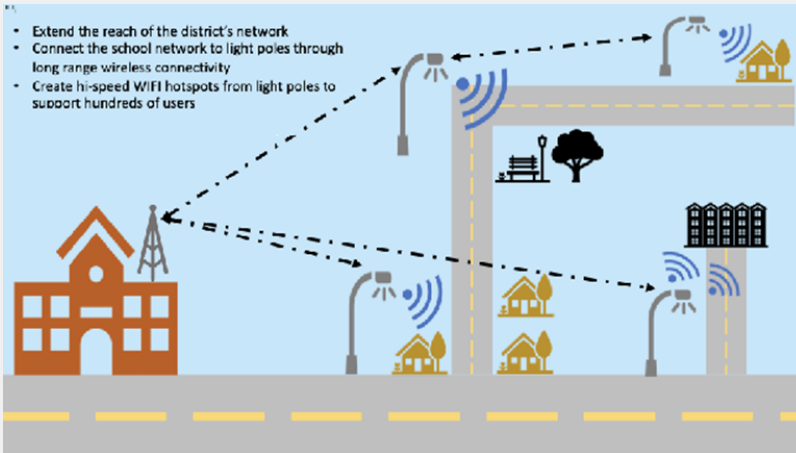 • Extend the reach of the district's network
• Connect the school network to light poles through
long range wireless connectivity
• Create hi-speed WIFI hotspots from light poles to
support hundreds of users